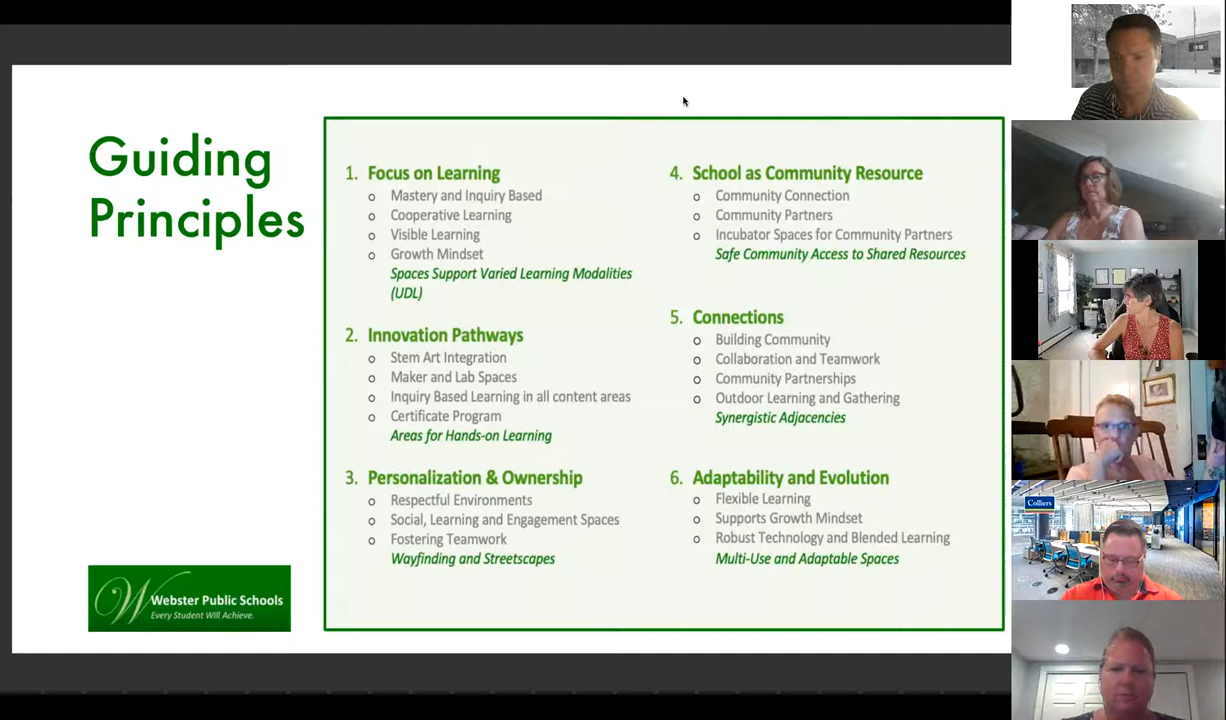 Guiding
Principles
1. Focus on Learning
o Mastery and Inquiry Based
o Cooperative Learning
o Visible Learning
o Growth Mindset
Spaces Support Varied Learning Modalities
(UDL)
2. Innovation Pathways
o Stem Art Integration
o Maker and Lab Spaces
o Inquiry Based Learning in all content areas
o Certificate Program
Areas for Hands-on Learning
3. Personalization & Ownership
o Respectful Environments
o Social, Learning and Engagement Spaces
o Fostering Teamwork
Wayfinding and Streetscapes
4. School as Community Resource
o Community Connection
o Community Partners
o Incubator Spaces for Community Partners
Safe Community Access to Shared Resources
5. Connections
o Building Community
o Collaboration and Teamwork
o Community Partnerships
o Outdoor Learning and Gathering
Synergistic Adjacencies
6. Adaptability and Evolution
o Flexible Learning
o Supports Growth Mindset
o Robust Technology and Blended Learning
Multi-Use and Adaptable Spaces
W Webster Public Schools
Every Student Will Achieve.
Colliers